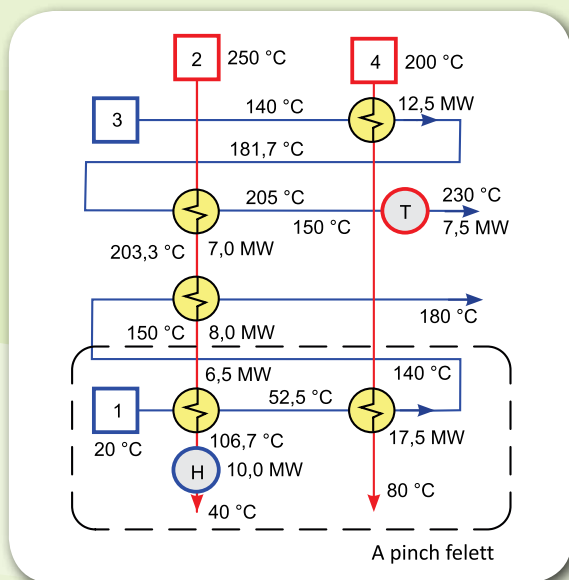 2 250 °C 4 200 °C
3 140 °C 12,5 MW
181,7 °C
205 °C T 230 °C
150 °C 7,5 MW
203,3 °C 7,0 MW
180 °C
150 °C 8,0 MW
6,5 MW 140 °C
1 52,5 °C
20 °C 17,5 MW
106,7 °C
H 10,0 MW
40 °C 80 °C
A pinch felett